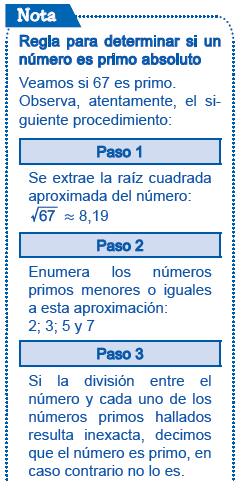 Nota
Regla para determinar si un
número es primo absoluto
Veamos si 67 es primo.
Observa, atentamente, el si-
guiente procedimiento:
Paso 1
Se extrae la raíz cuadrada
aproximada del número:
√67 ≈ 8,19
Paso 2
Enumera los números
primos menores o iguales
a esta aproximación:
2; 3; 5 y 7
Paso 3
Si la división entre el
número y cada uno de los
números primos hallados
resulta inexacta, decimos
que el número es primo, en
caso contrario no lo es.